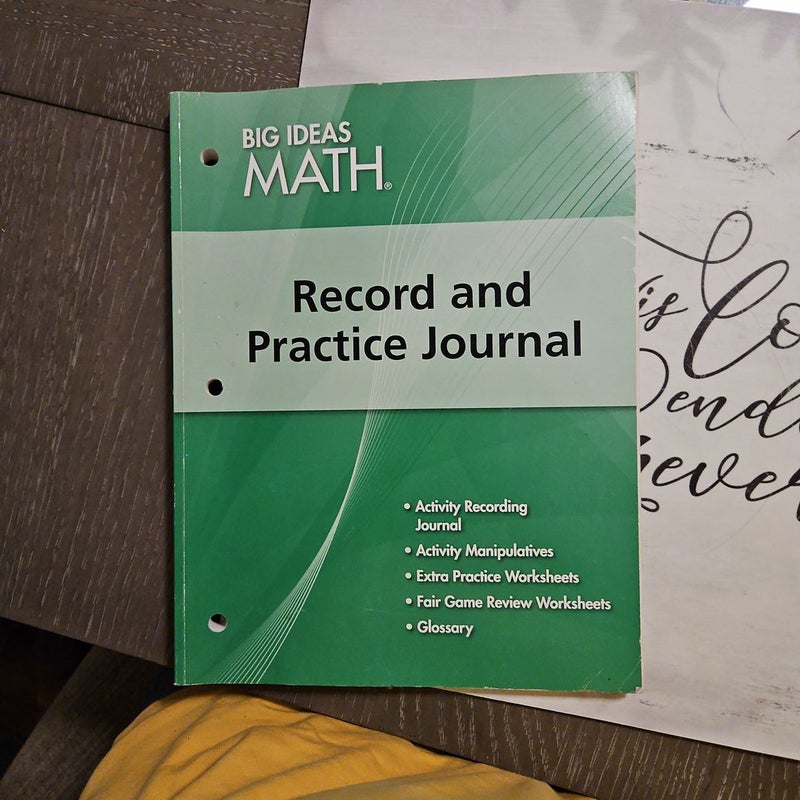 BIG IDEAS
MATH®
Record and
Practice Journal
• Activity Recording
Journal
• Activity Manipulatives
• Extra Practice Worksheets
• Fair Game Review Worksheets
• Glossary